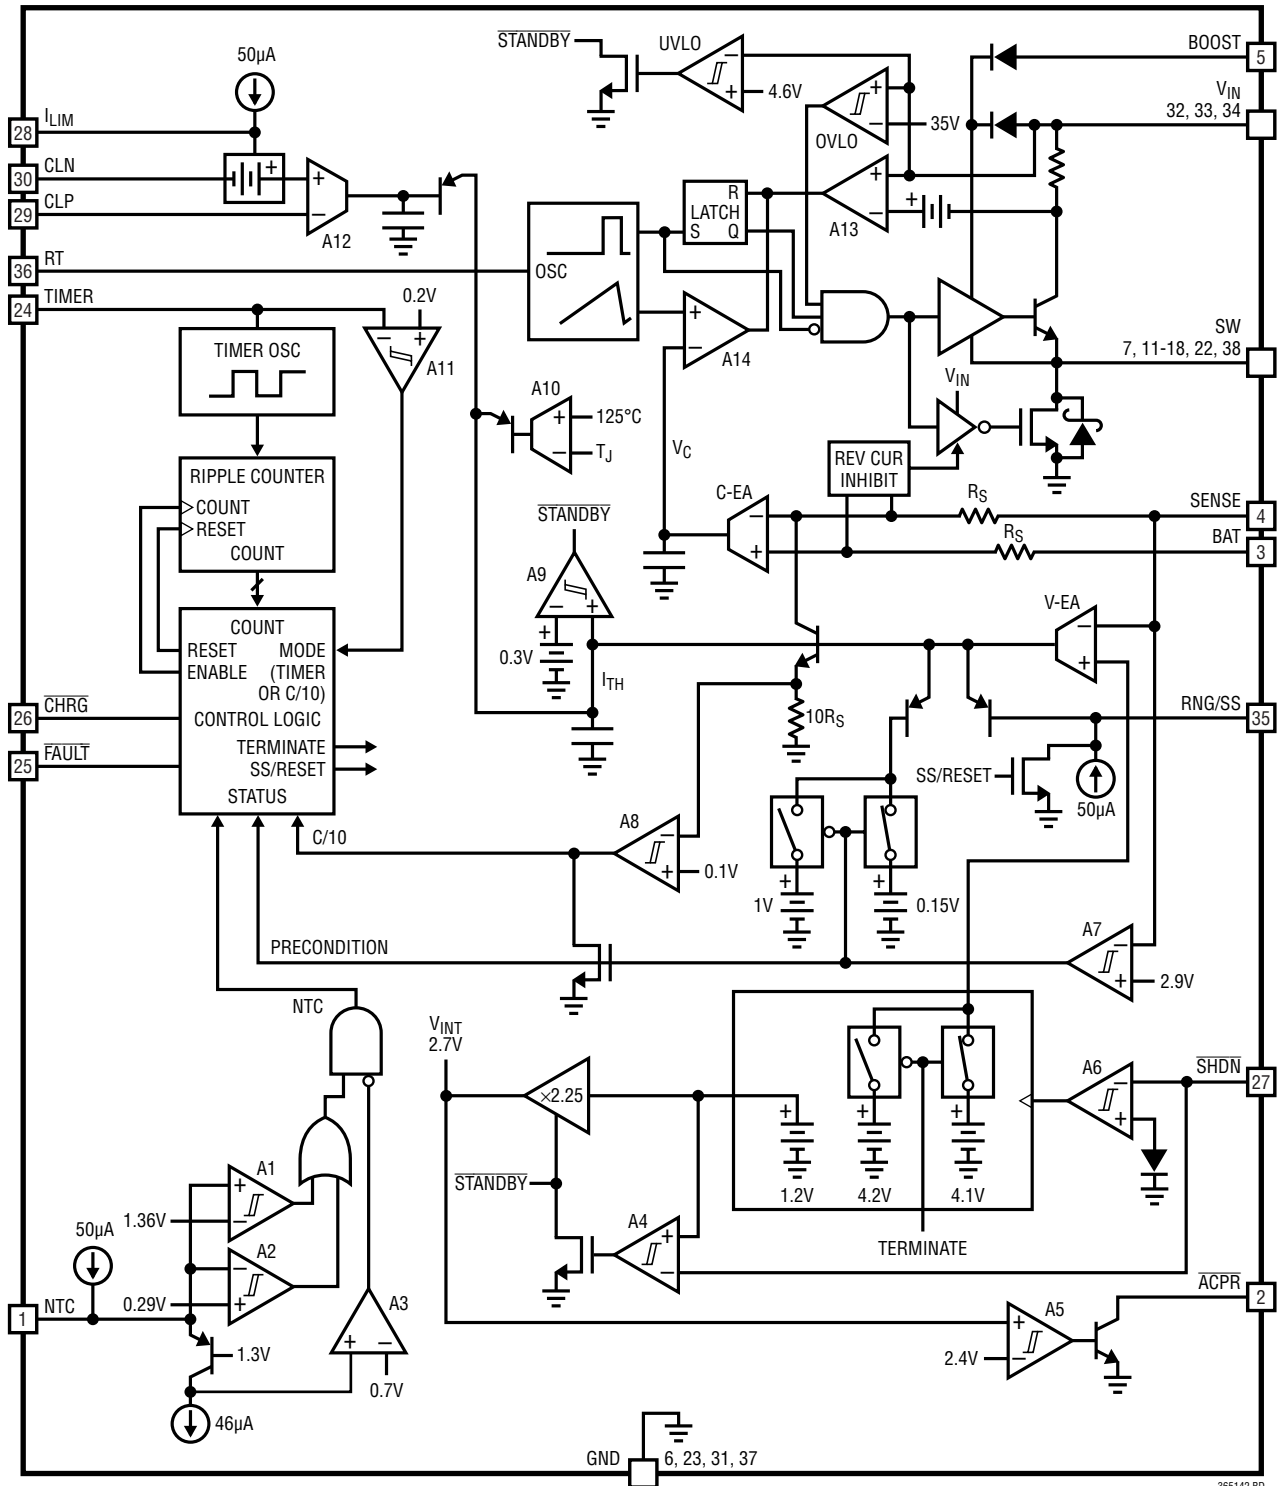 STANDBY
UVLO
BOOST
5
50µA
4.6V
VIN
32, 33, 34
ILIM
28
35V
OVLO
CLN
30
CLP
29
A12
R
LATCH
S Q
A13
RT
36
OSC
TIMER
24
0.2V
TIMER OSC
A11
A14
SW
7, 11-18, 22, 38
A10
125°C
TJ
VIN
VC
RIPPLE COUNTER
COUNT
RESET
COUNT
REV CUR
INHIBIT
C-EA
RS
SENSE
4
STANDBY
RS
BAT
3
A9
V-EA
COUNT
RESET
MODE
ENABLE
(TIMER
OR C/10)
0.3V
ITH
CHRG
26
CONTROL LOGIC
10RS
RNG/SS
35
FAULT
25
TERMINATE
SS/RESET
STATUS
SS/RESET
50µA
C/10
A8
0.1V
1V
0.15V
PRECONDITION
A7
2.9V
NTC
VINT
2.7V
×2.25
A6
SHDN
27
STANDBY
1.2V
4.2V
4.1V
A1
1.36V
A4
TERMINATE
50µA
A2
0.29V
NTC
1
A3
A5
ACPR
2
1.3V
2.4V
0.7V
46µA
GND
6, 23, 31, 37
365142 BD